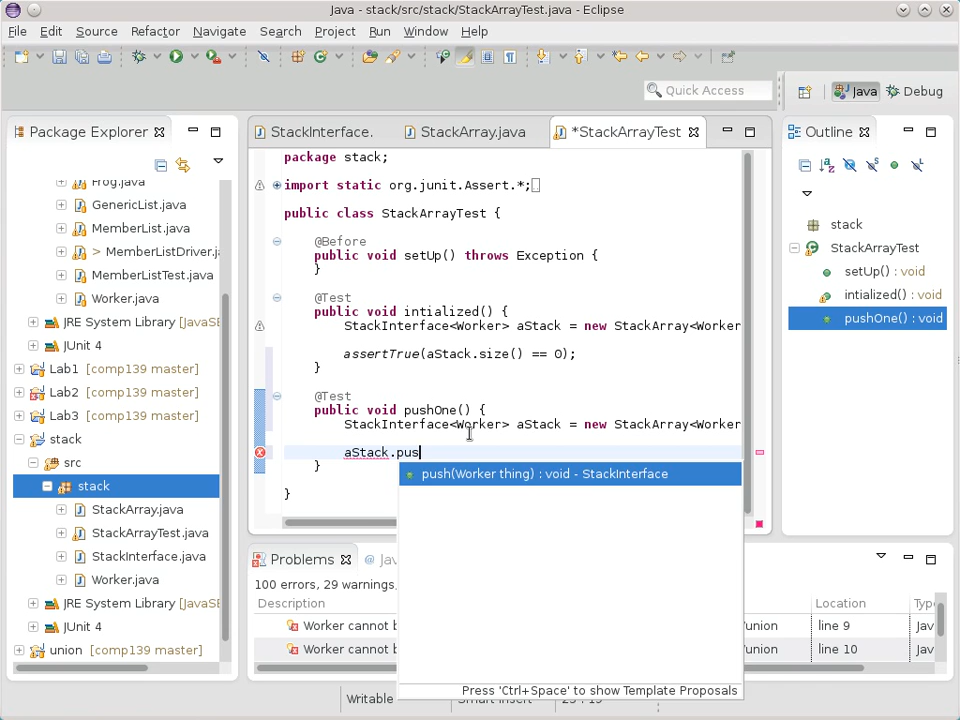 Java - stack/src/stack/StackArrayTest.java - Eclipse
File Edit Source Refactor Navigate Search Project Run Window Help
Quick Access
Java
Debug
Package Explorer
StackInterface.
StackArray.java
*StackArrayTest
Outline
Frog.java
GenericList.java
MemberList.java
> MemberListDriver.j
MemberListTest.java
Worker.java
JRE System Library [JavaSE
JUnit 4
Lab1 [comp139 master]
Lab2 [comp139 master]
Lab3 [comp139 master]
stack
src
stack
StackArray.java
StackArrayTest.java
StackInterface.java
Worker.java
JRE System Library [JavaSE
JUnit 4
union [comp139 master]
package stack;
import static org.junit.Assert.*;
public class StackArrayTest {
@Before
public void setUp() throws Exception {
}
@Test
public void intialized() {
StackInterface<Worker> aStack = new StackArray<Worker
assertTrue(aStack.size() == 0);
}
@Test
public void pushOne() {
StackInterface<Worker> aStack = new StackArray<Worker
aStack.pus
}
}
push(Worker thing) : void - StackInterface
Press 'Ctrl+Space' to show Template Proposals
stack
StackArrayTest
setUp() : void
intialized() : void
pushOne() : void
Problems
@ Jav
100 errors, 29 warnings,
Description
Location
Type
Worker cannot b
/union
line 9
Jav
Worker cannot b
/union
line 10
Jav
Writable
Smart Insert